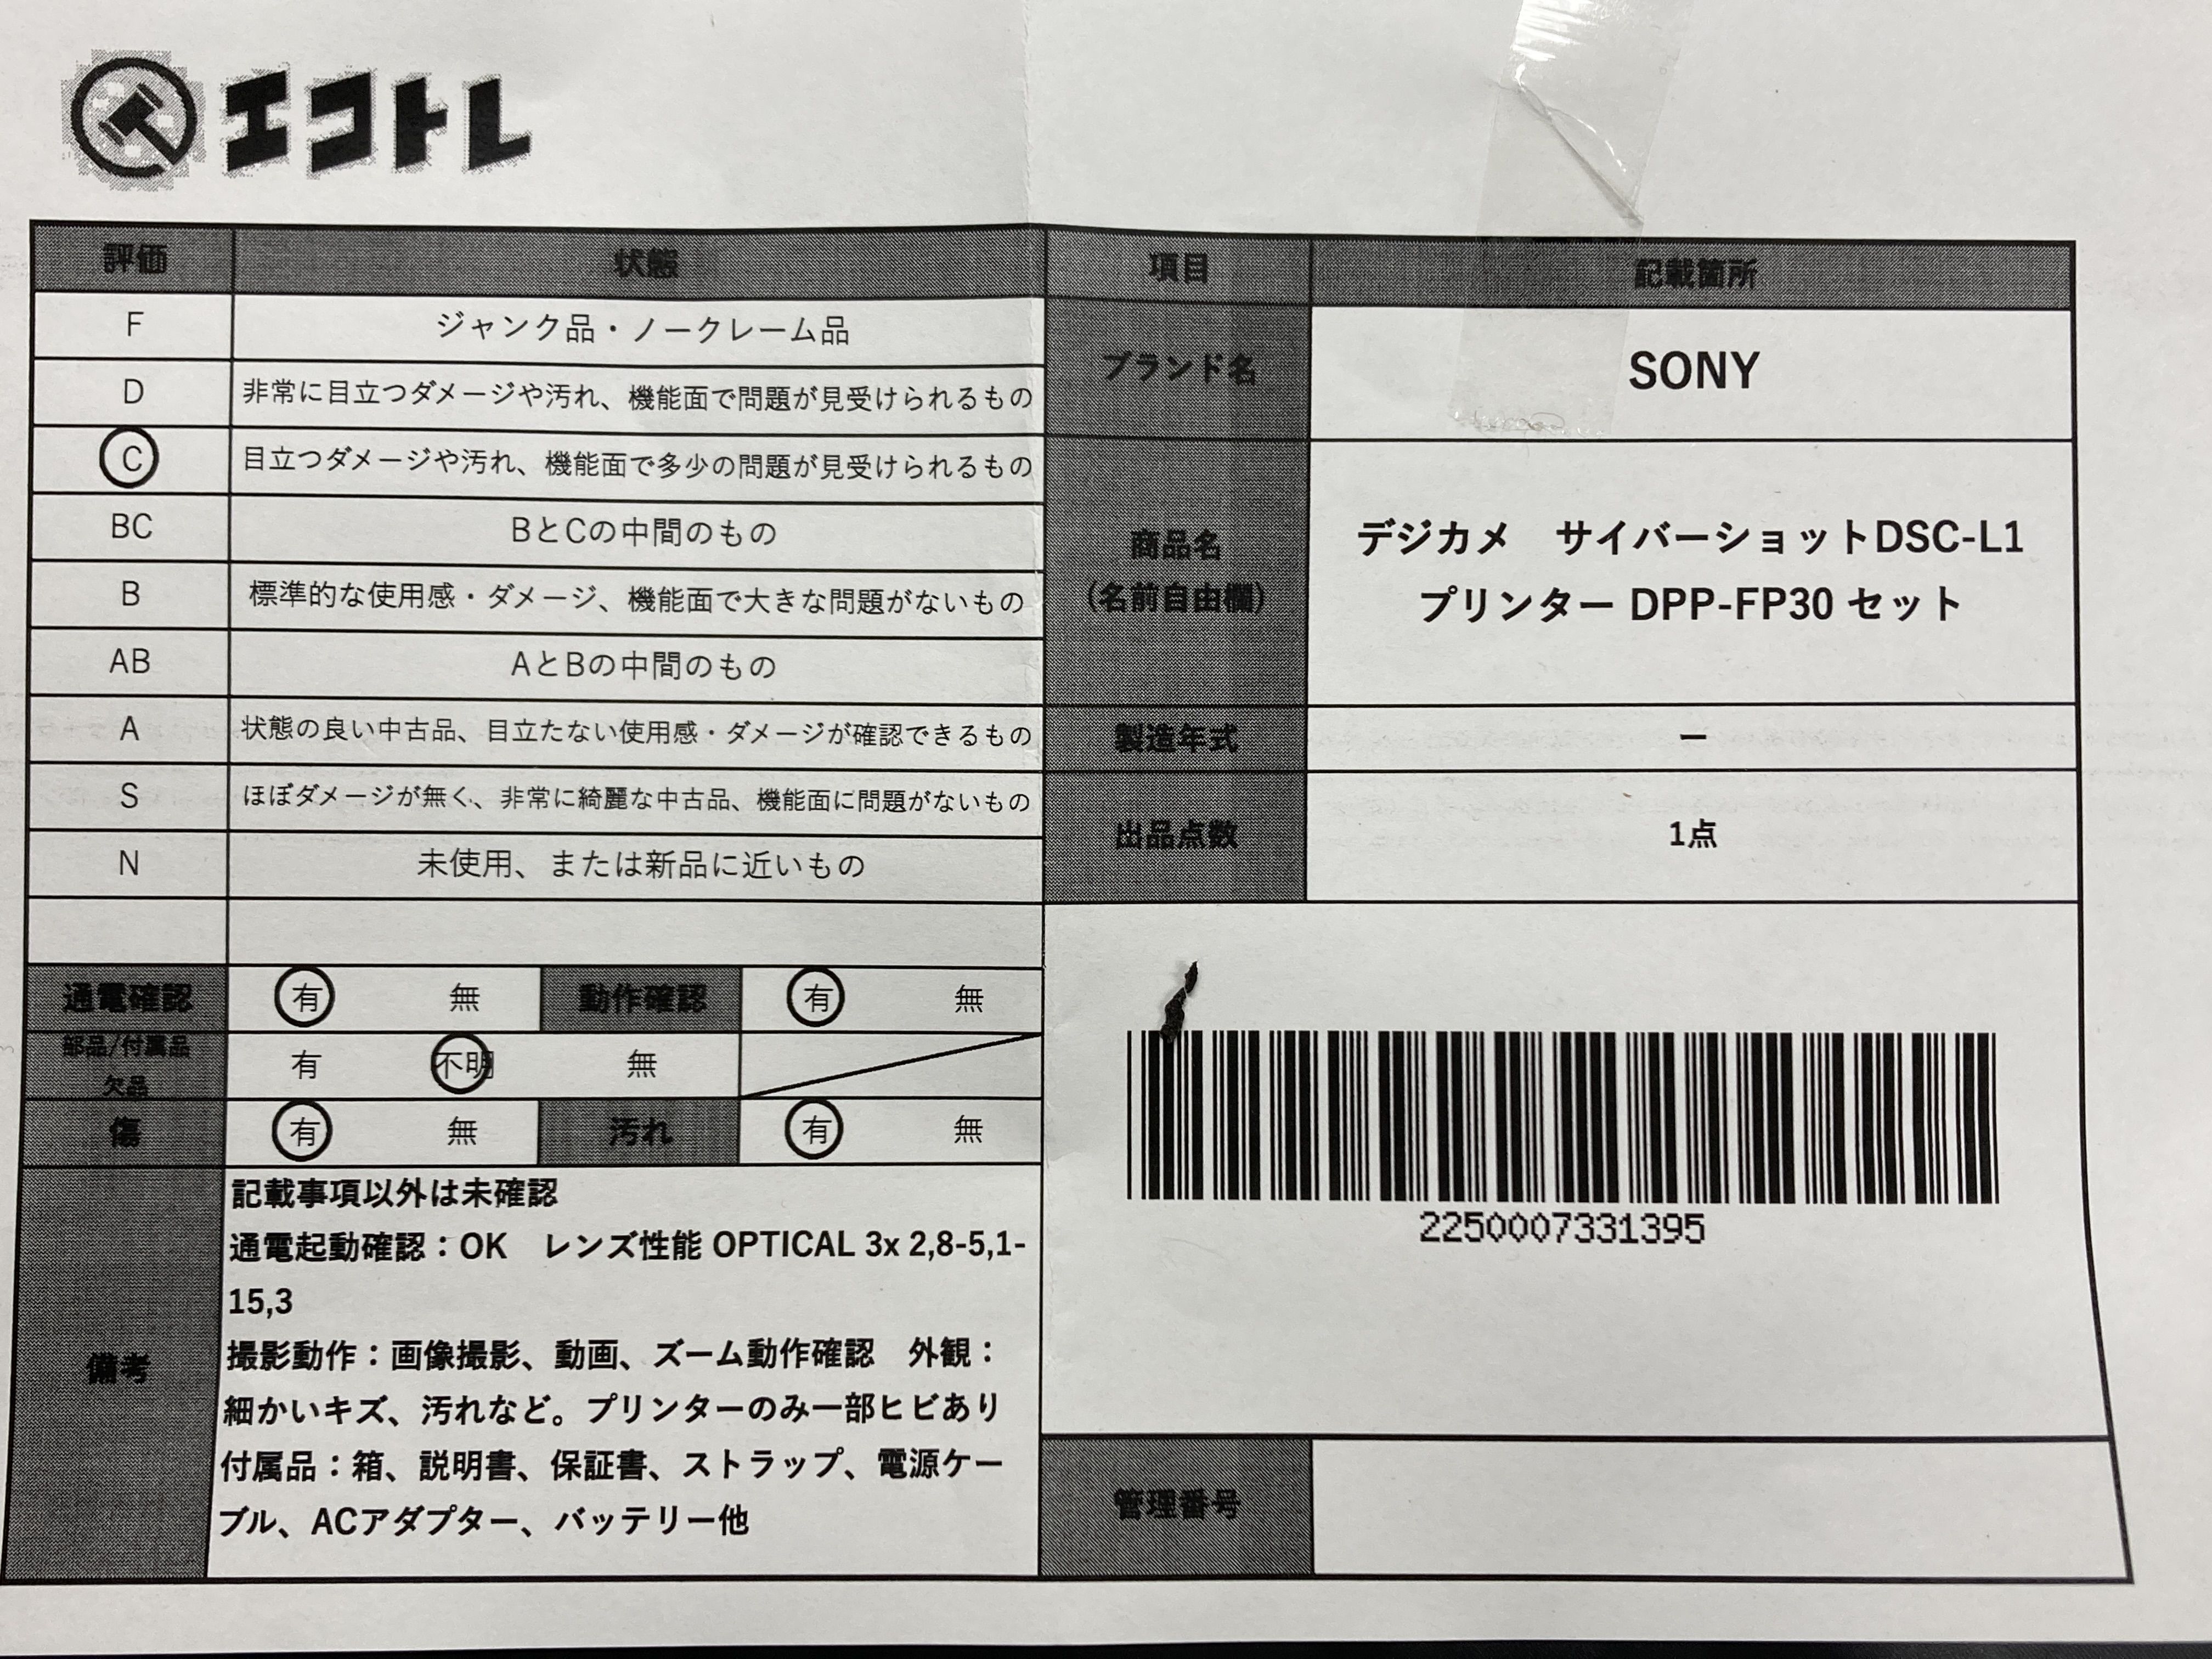 エコトレ
評価 状態 項目 記載箇所
F ジャンク品・ノークレーム品
D 非常に目立つダメージや汚れ、機能面で問題が見受けられるもの
C 目立つダメージや汚れ、機能面で多少の問題が見受けられるもの
BC BとCの中間のもの
B 標準的な使用感・ダメージ、機能面で大きな問題がないもの
AB AとBの中間のもの
A 状態の良い中古品、目立たない使用感・ダメージが確認できるもの
S ほぼダメージが無く、非常に綺麗な中古品、機能面に問題がないもの
N 未使用、または新品に近いもの
ブランド名 SONY
商品名
(名前自由欄)
デジカメ　サイバーショットDSC-L1
プリンター DPP-FP30 セット
製造年式 ー
出品点数 1点
通電確認 有 無 動作確認 有 無
部品/付属品
欠品
有 不明 無
傷 有 無 汚れ 有 無
備考
記載事項以外は未確認
通電起動確認：OK　レンズ性能 OPTICAL 3x 2,8-5,1-
15,3
撮影動作：画像撮影、動画、ズーム動作確認　外観：
細かいキズ、汚れなど。プリンターのみ一部ヒビあり
付属品：箱、説明書、保証書、ストラップ、電源ケー
ブル、ACアダプター、バッテリー他
2250007331395
管理番号